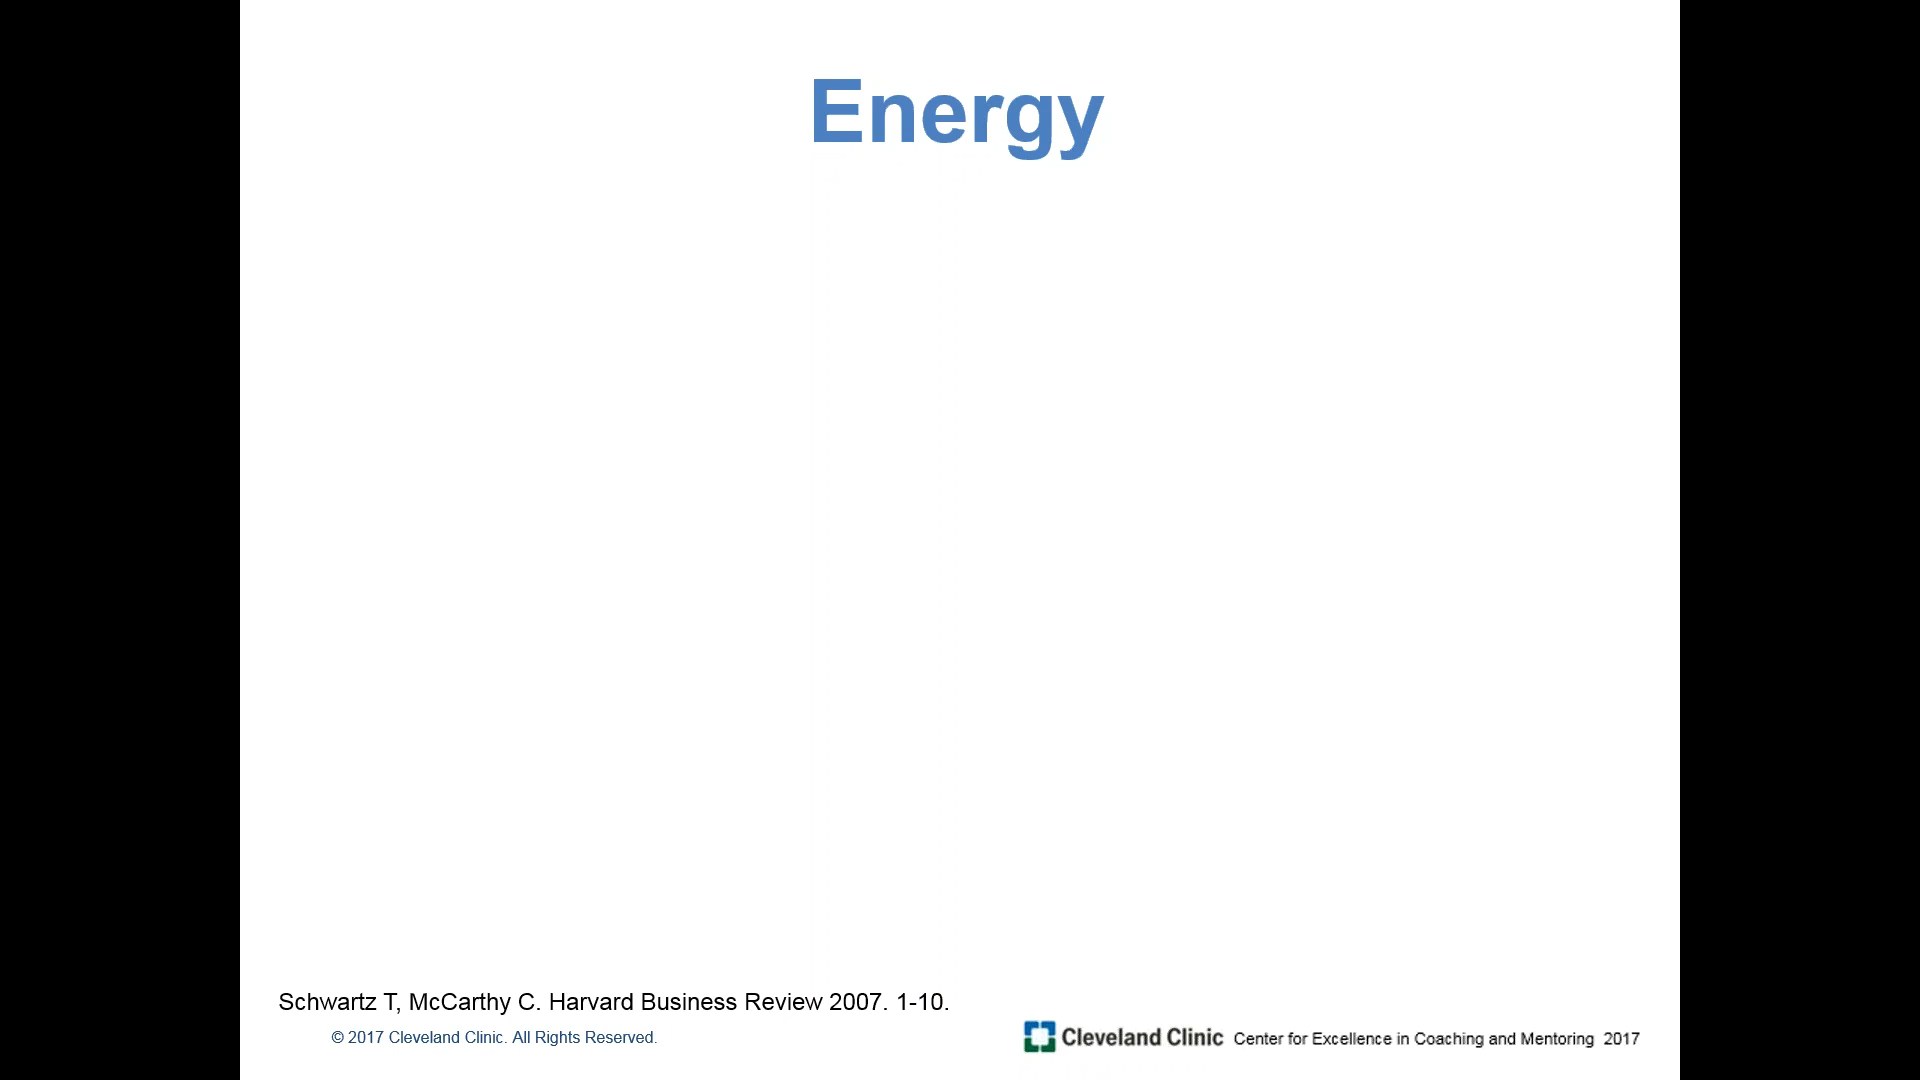 Energy
Schwartz T, McCarthy C. Harvard Business Review 2007. 1-10.
© 2017 Cleveland Clinic. All Rights Reserved.
Cleveland Clinic Center for Excellence in Coaching and Mentoring 2017